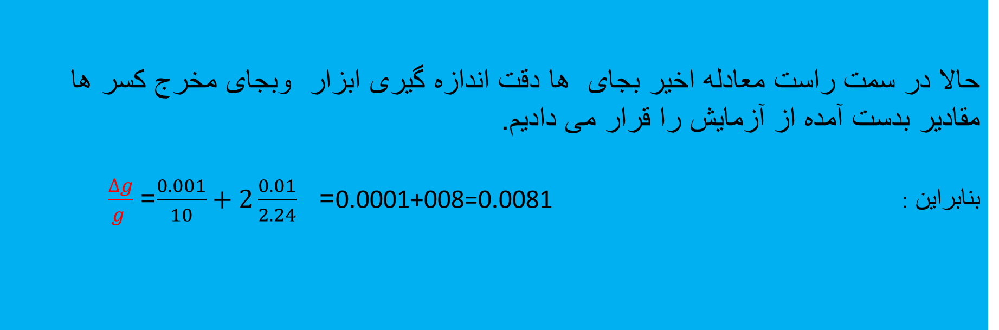 حالا در سمت راست معادله اخیر بجای ها دقت اندازه گیری ابزار وبجای مخرج کسر ها
مقادیر بدست آمده از آزمایش را قرار می دادیم.
بنابراین : Δg/g =0.001/10 + 2 0.01/2.24 =0.0001+008=0.0081